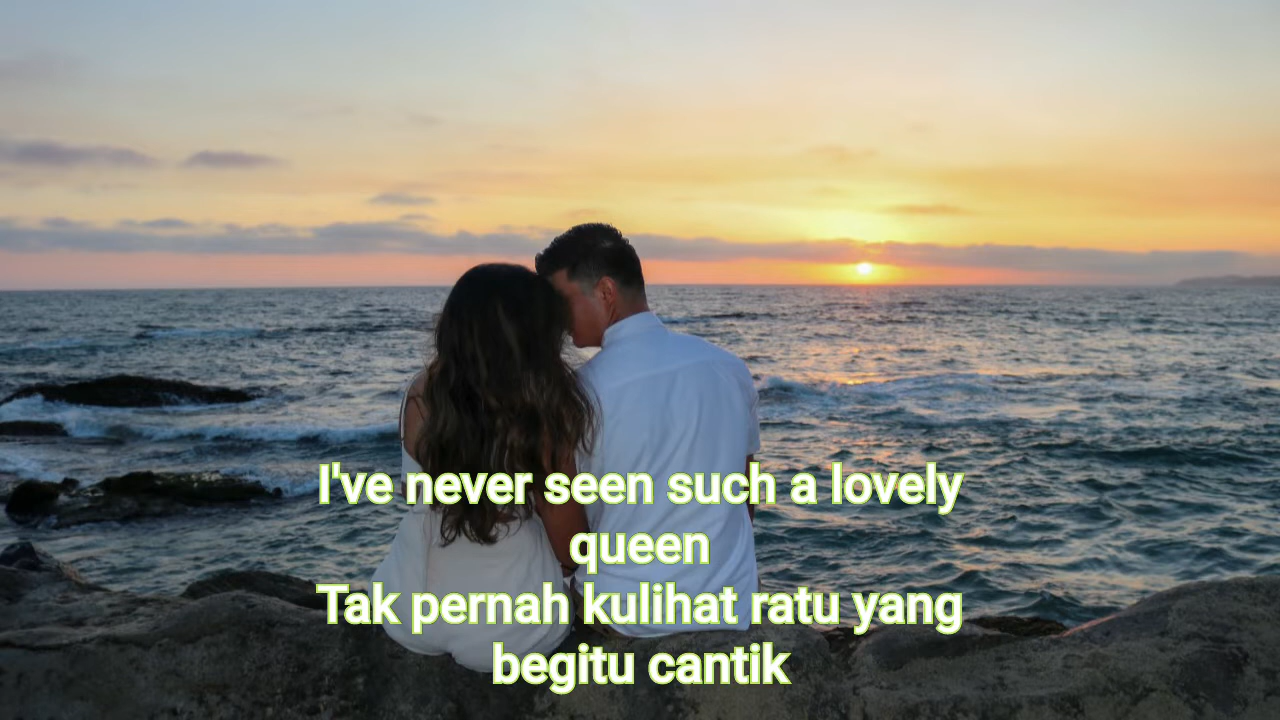 I've never seen such a lovely
queen
Tak pernah kulihat ratu yang
begitu cantik